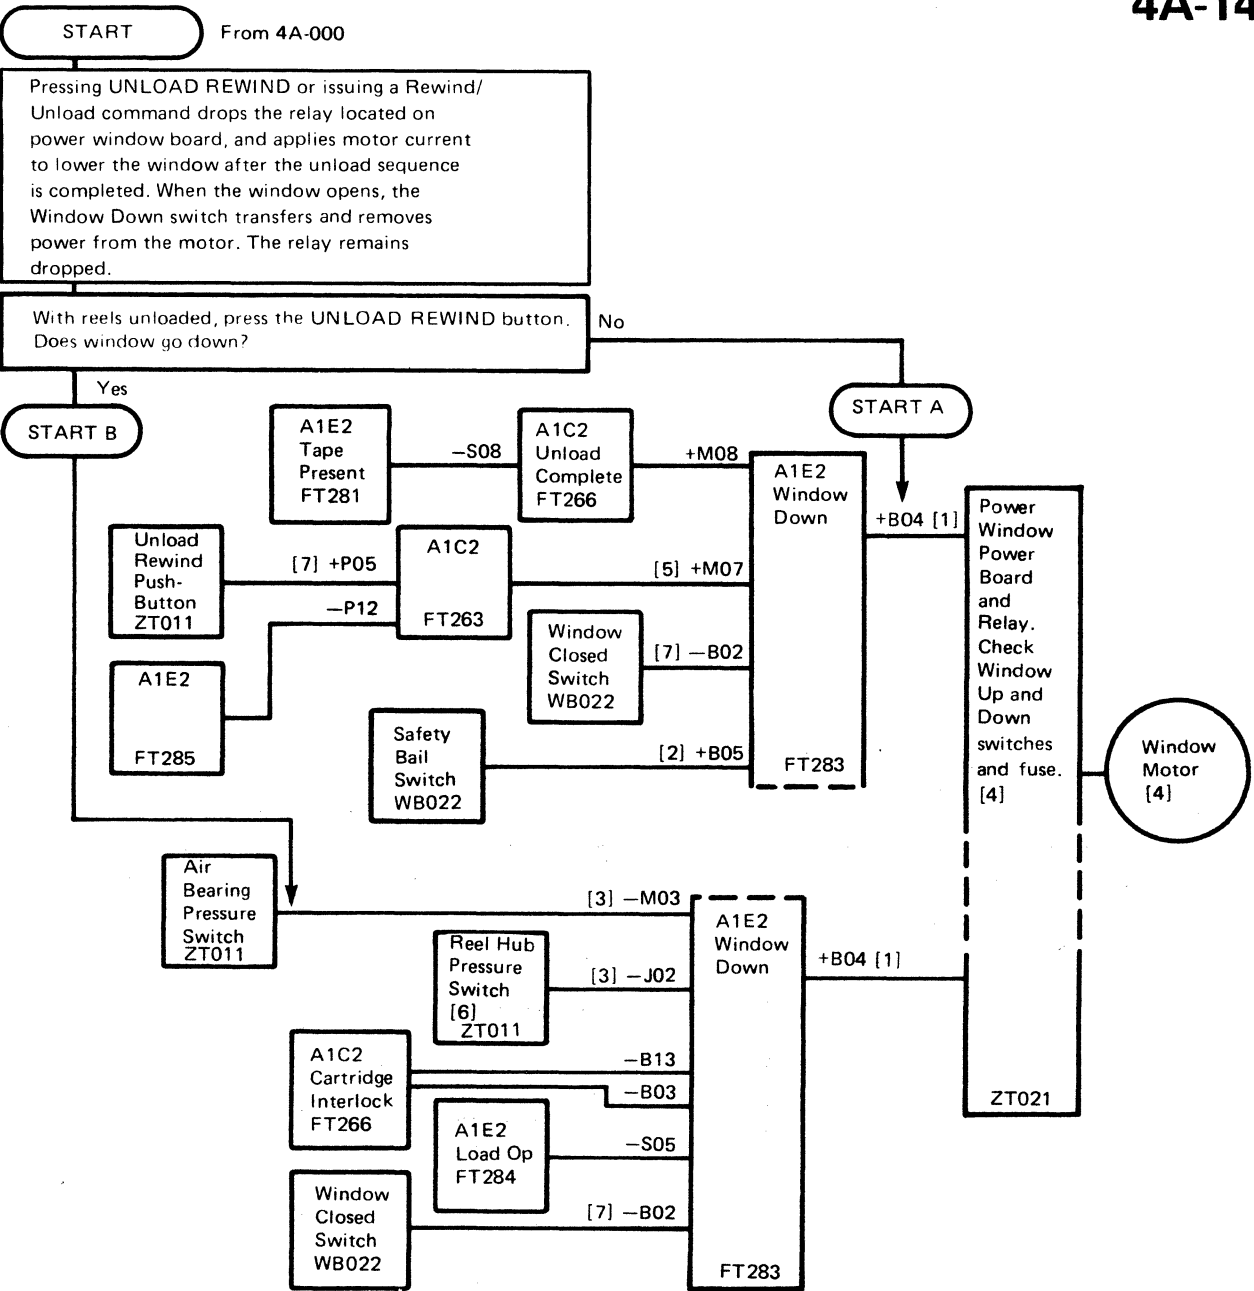 4A-14
START
From 4A-000
Pressing UNLOAD REWIND or issuing a Rewind/
Unload command drops the relay located on
power window board, and applies motor current
to lower the window after the unload sequence
is completed. When the window opens, the
Window Down switch transfers and removes
power from the motor. The relay remains
dropped.
With reels unloaded, press the UNLOAD REWIND button.
Does window go down?
No
Yes
START A
START B
A1E2
Tape
Present
FT281
−S08
A1C2
Unload
Complete
FT266
+M08
A1E2
Window
Down
FT283
+B04 [1]
Power
Window
Power
Board
and
Relay.
Check
Window
Up and
Down
switches
and fuse.
[4]
ZT021
Unload
Rewind
Push-
Button
ZT011
[7] +P05
−P12
A1C2
FT263
[5] +M07
A1E2
FT285
Window
Closed
Switch
WB022
[7] −B02
Safety
Bail
Switch
WB022
[2] +B05
Window
Motor
[4]
Air
Bearing
Pressure
Switch
ZT011
[3] −M03
A1E2
Window
Down
FT283
+B04 [1]
Reel Hub
Pressure
Switch
[6]
ZT011
[3] −J02
A1C2
Cartridge
Interlock
FT266
−B13
−B03
A1E2
Load Op
FT284
−S05
Window
Closed
Switch
WB022
[7] −B02